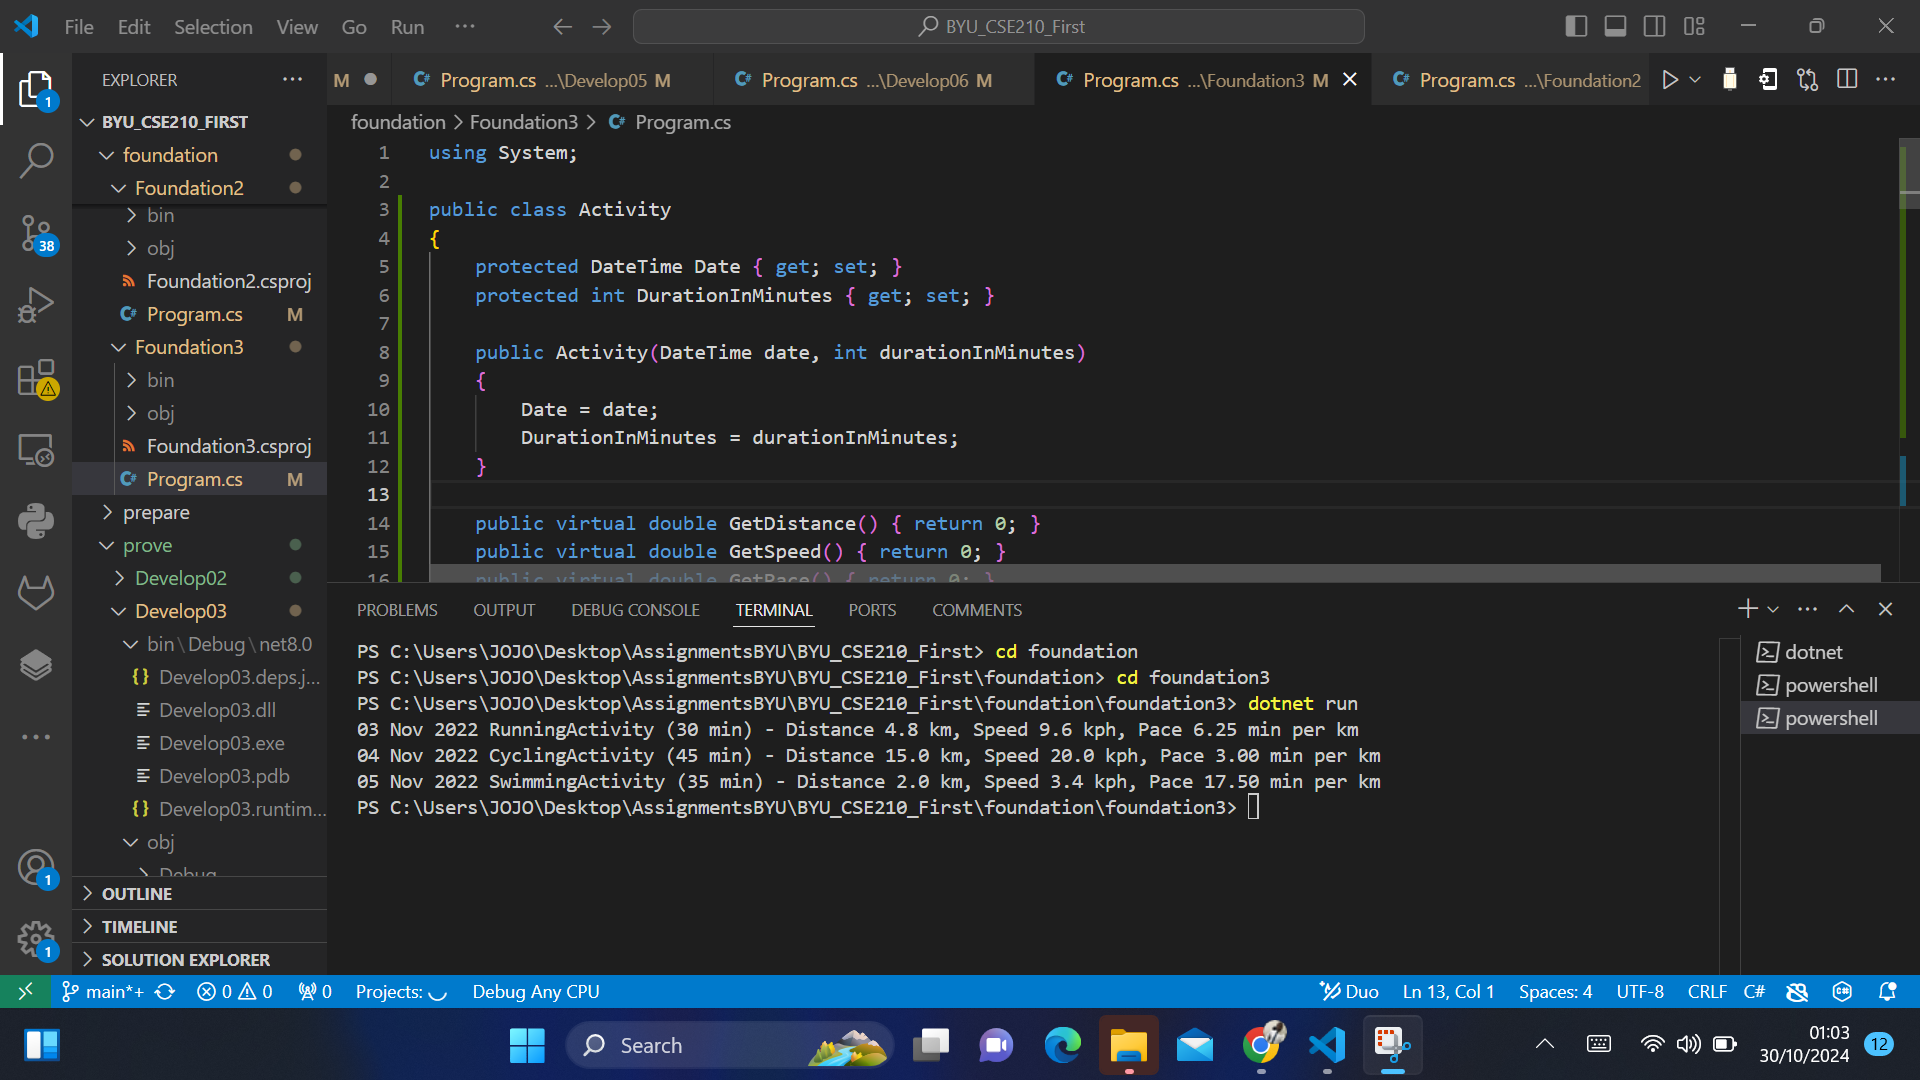 File Edit Selection View Go Run ··· BYU_CSE210_First
EXPLORER ···
BYU_CSE210_FIRST
foundation
Foundation2
bin
obj
Foundation2.csproj
Program.cs M
Foundation3
bin
obj
Foundation3.csproj
Program.cs M
prepare
prove
Develop02
Develop03
bin\Debug\net8.0
Develop03.deps.j...
Develop03.dll
Develop03.exe
Develop03.pdb
Develop03.runtim...
obj
Debug
OUTLINE
TIMELINE
SOLUTION EXPLORER
1
38
1
1
M Program.cs ...\Develop05 M Program.cs ...\Develop06 M Program.cs ...\Foundation3 M Program.cs ...\Foundation2
foundation > Foundation3 > Program.cs
1 using System;
2
3 public class Activity
4 {
5 protected DateTime Date { get; set; }
6 protected int DurationInMinutes { get; set; }
7
8 public Activity(DateTime date, int durationInMinutes)
9 {
10 Date = date;
11 DurationInMinutes = durationInMinutes;
12 }
13
14 public virtual double GetDistance() { return 0; }
15 public virtual double GetSpeed() { return 0; }
16 public virtual double GetPace() { return 0; }
PROBLEMS OUTPUT DEBUG CONSOLE TERMINAL PORTS COMMENTS
PS C:\Users\JOJO\Desktop\AssignmentsBYU\BYU_CSE210_First> cd foundation
PS C:\Users\JOJO\Desktop\AssignmentsBYU\BYU_CSE210_First\foundation> cd foundation3
PS C:\Users\JOJO\Desktop\AssignmentsBYU\BYU_CSE210_First\foundation\foundation3> dotnet run
03 Nov 2022 RunningActivity (30 min) - Distance 4.8 km, Speed 9.6 kph, Pace 6.25 min per km
04 Nov 2022 CyclingActivity (45 min) - Distance 15.0 km, Speed 20.0 kph, Pace 3.00 min per km
05 Nov 2022 SwimmingActivity (35 min) - Distance 2.0 km, Speed 3.4 kph, Pace 17.50 min per km
PS C:\Users\JOJO\Desktop\AssignmentsBYU\BYU_CSE210_First\foundation\foundation3>
dotnet
powershell
powershell
main*+ 0 0 0 Projects: Debug Any CPU Duo Ln 13, Col 1 Spaces: 4 UTF-8 CRLF C#
Search
01:03
30/10/2024
12